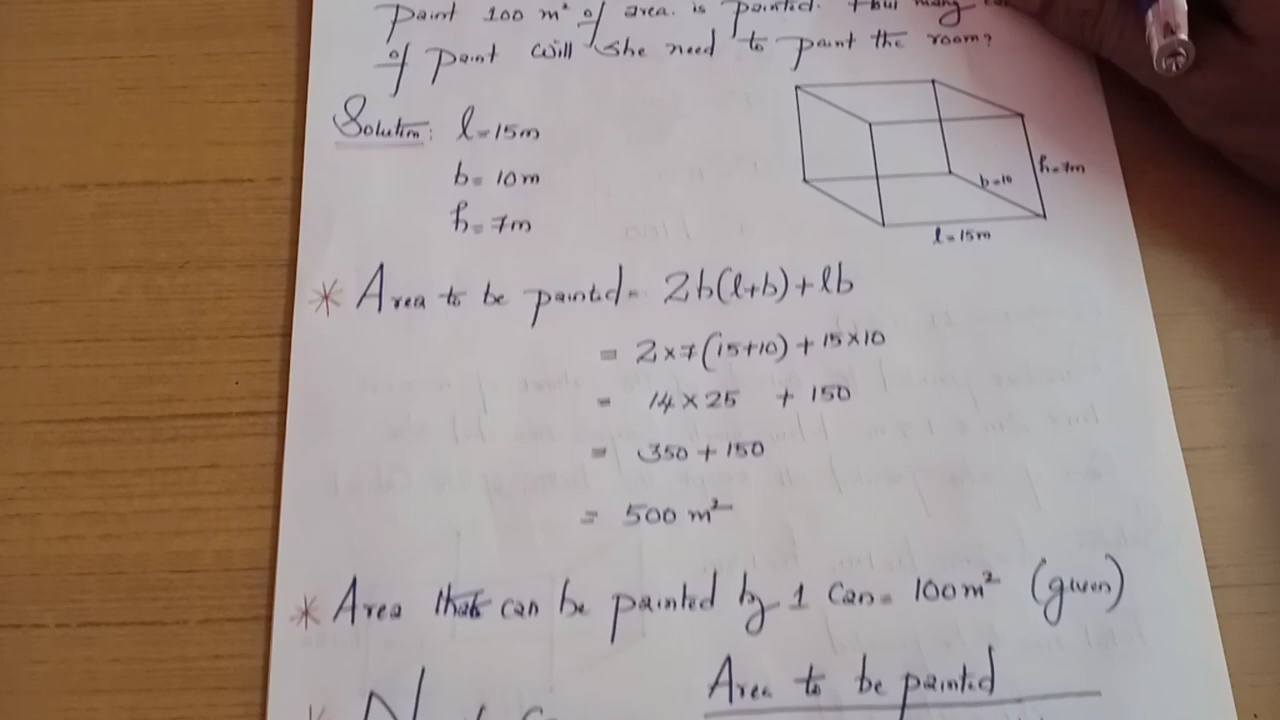 paint 100 m² of area. is painted. How many
of paint will she need to paint the room?
Solution: l = 15m
b = 10m
h = 7m
h = 7m
b = 10
l = 15m
* Area to be painted = 2h(l+b) + lb
= 2×7(15+10) + 15×10
= 14×25 + 150
= 350 + 150
= 500 m²
* Area that can be painted by 1 Can = 100m² (given)
Area to be painted